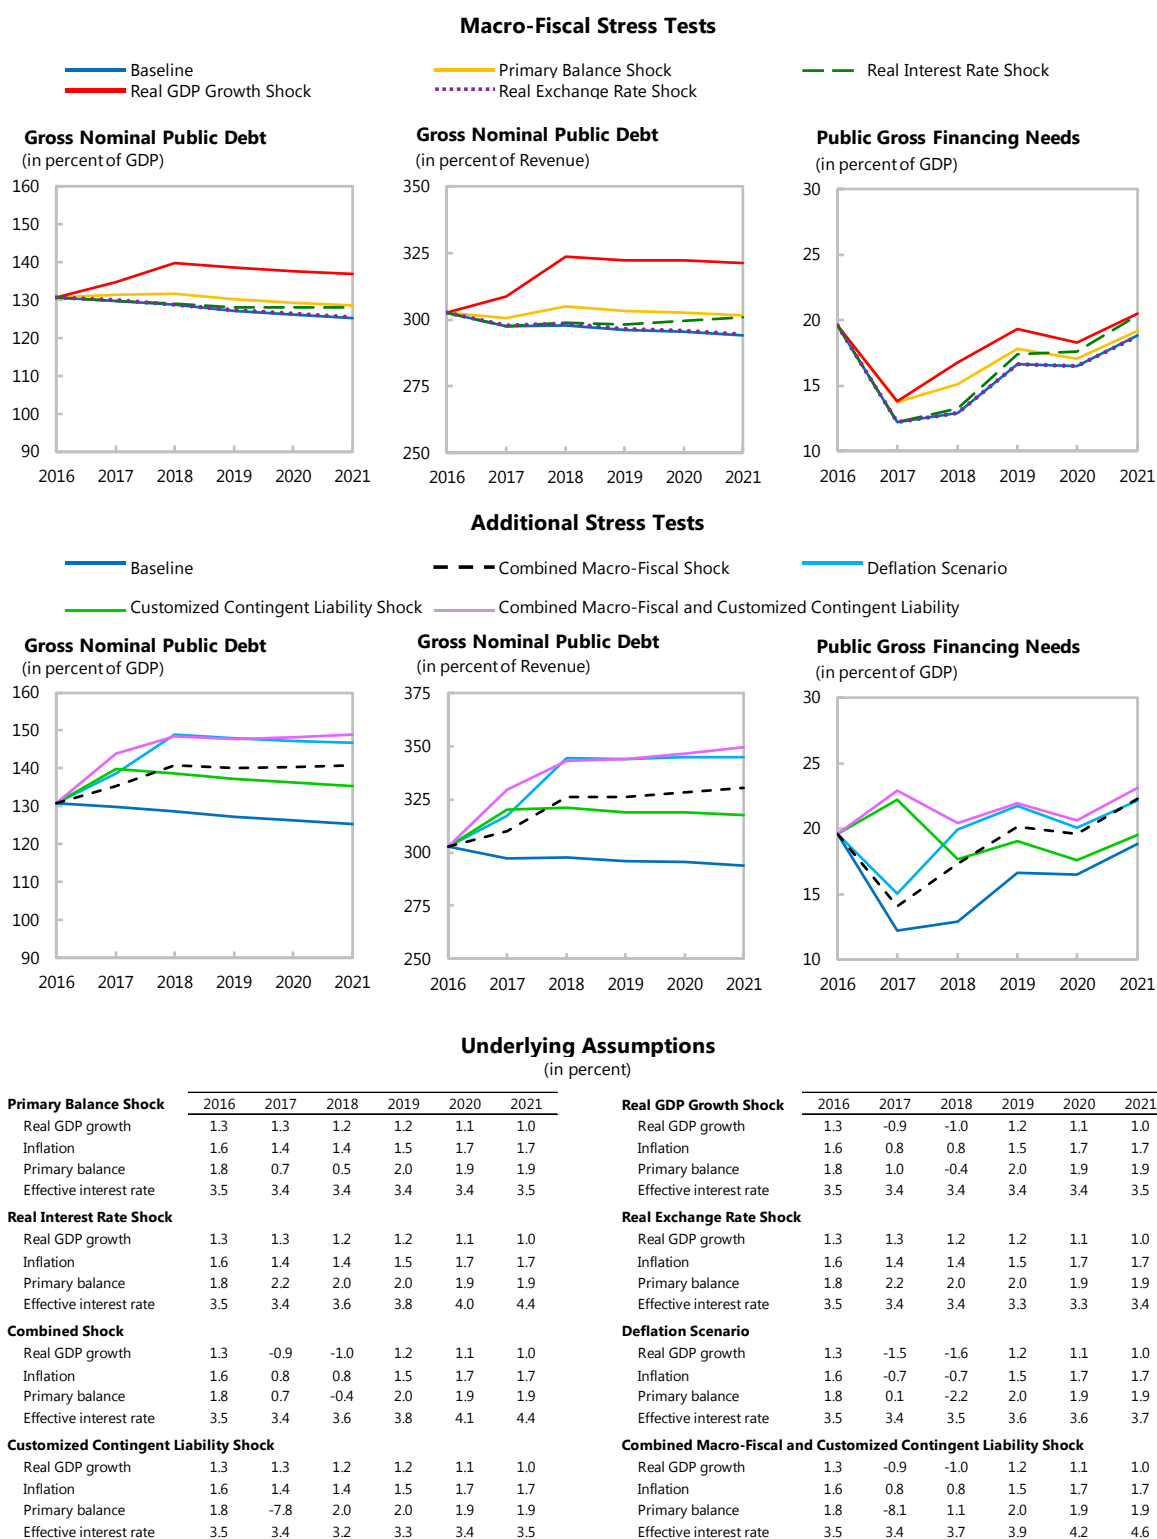 Macro-Fiscal Stress Tests
Baseline
Primary Balance Shock
Real Interest Rate Shock
Real GDP Growth Shock
Real Exchange Rate Shock
Gross Nominal Public Debt
(in percent of GDP)
160
150
140
130
120
110
100
90
2016 2017 2018 2019 2020 2021
Gross Nominal Public Debt
(in percent of Revenue)
350
325
300
275
250
2016 2017 2018 2019 2020 2021
Public Gross Financing Needs
(in percent of GDP)
30
25
20
15
10
2016 2017 2018 2019 2020 2021
Additional Stress Tests
Baseline
Combined Macro-Fiscal Shock
Deflation Scenario
Customized Contingent Liability Shock
Combined Macro-Fiscal and Customized Contingent Liability
Gross Nominal Public Debt
(in percent of GDP)
160
150
140
130
120
110
100
90
2016 2017 2018 2019 2020 2021
Gross Nominal Public Debt
(in percent of Revenue)
375
350
325
300
275
250
2016 2017 2018 2019 2020 2021
Public Gross Financing Needs
(in percent of GDP)
30
25
20
15
10
2016 2017 2018 2019 2020 2021
Underlying Assumptions
(in percent)
Primary Balance Shock 2016 2017 2018 2019 2020 2021
Real GDP growth 1.3 1.3 1.2 1.2 1.1 1.0
Inflation 1.6 1.4 1.4 1.5 1.7 1.7
Primary balance 1.8 0.7 0.5 2.0 1.9 1.9
Effective interest rate 3.5 3.4 3.4 3.4 3.4 3.5
Real Interest Rate Shock
Real GDP growth 1.3 1.3 1.2 1.2 1.1 1.0
Inflation 1.6 1.4 1.4 1.5 1.7 1.7
Primary balance 1.8 2.2 2.0 2.0 1.9 1.9
Effective interest rate 3.5 3.4 3.6 3.8 4.0 4.4
Combined Shock
Real GDP growth 1.3 -0.9 -1.0 1.2 1.1 1.0
Inflation 1.6 0.8 0.8 1.5 1.7 1.7
Primary balance 1.8 0.7 -0.4 2.0 1.9 1.9
Effective interest rate 3.5 3.4 3.6 3.8 4.1 4.4
Customized Contingent Liability Shock
Real GDP growth 1.3 1.3 1.2 1.2 1.1 1.0
Inflation 1.6 1.4 1.4 1.5 1.7 1.7
Primary balance 1.8 -7.8 2.0 2.0 1.9 1.9
Effective interest rate 3.5 3.4 3.2 3.3 3.4 3.5
Real GDP Growth Shock 2016 2017 2018 2019 2020 2021
Real GDP growth 1.3 -0.9 -1.0 1.2 1.1 1.0
Inflation 1.6 0.8 0.8 1.5 1.7 1.7
Primary balance 1.8 1.0 -0.4 2.0 1.9 1.9
Effective interest rate 3.5 3.4 3.4 3.4 3.4 3.5
Real Exchange Rate Shock
Real GDP growth 1.3 1.3 1.2 1.2 1.1 1.0
Inflation 1.6 1.4 1.4 1.5 1.7 1.7
Primary balance 1.8 2.2 2.0 2.0 1.9 1.9
Effective interest rate 3.5 3.4 3.4 3.3 3.3 3.4
Deflation Scenario
Real GDP growth 1.3 -1.5 -1.6 1.2 1.1 1.0
Inflation 1.6 -0.7 -0.7 1.5 1.7 1.7
Primary balance 1.8 0.1 -2.2 2.0 1.9 1.9
Effective interest rate 3.5 3.4 3.5 3.6 3.6 3.7
Combined Macro-Fiscal and Customized Contingent Liability Shock
Real GDP growth 1.3 -0.9 -1.0 1.2 1.1 1.0
Inflation 1.6 0.8 0.8 1.5 1.7 1.7
Primary balance 1.8 -8.1 1.1 2.0 1.9 1.9
Effective interest rate 3.5 3.4 3.7 3.9 4.2 4.6